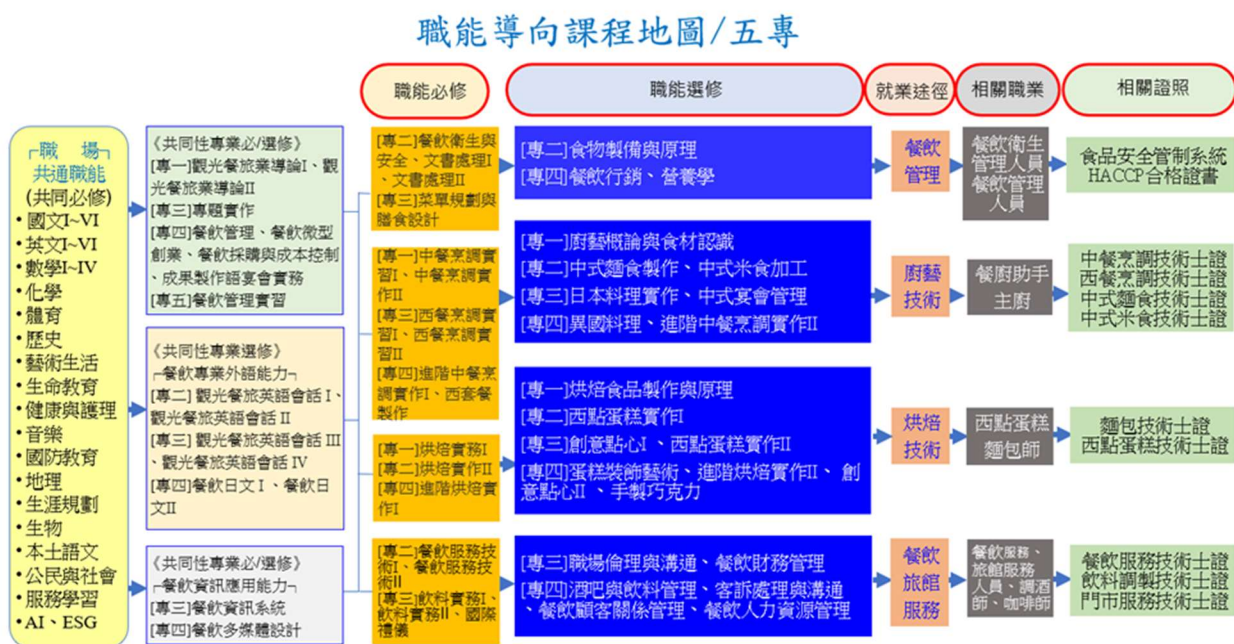 職能導向課程地圖/五專
職能必修
職能選修
就業途徑
相關職業
相關證照
┌職 場┐
共通職能
(共同必修)
•國文I~VI
•英文I~VI
•數學I~IV
•化學
•體育
•歷史
•藝術生活
•生命教育
•健康與護理
•音樂
•國防教育
•地理
•生涯規劃
•生物
•本土語文
•公民與社會
•服務學習
•AI、ESG
《共同性專業必/選修》
[專一]觀光餐旅業導論I、觀
光餐旅業導論II
[專三]專題實作
[專四]餐飲管理、餐飲微型
創業、餐飲採購與成本控制
、成果製作語宴會實務
[專五]餐飲管理實習
《共同性專業選修》
┌餐飲專業外語能力┐
[專二] 觀光餐旅英語會話 I、
觀光餐旅英語會話 II
[專三] 觀光餐旅英語會話 III
、觀光餐旅英語會話 IV
[專四]餐飲日文 I 、餐飲日
文II
《共同性專業必/選修》
┌餐飲資訊應用能力┐
[專三]餐飲資訊系統
[專四]餐飲多媒體設計
[專二]餐飲衛生與
安全、文書處理I
、文書處理II
[專三]菜單規劃與
膳食設計
[專二]食物製備與原理
[專四]餐飲行銷、營養學
餐飲
管理
餐飲衛生
管理人員
餐飲管理
人員
食品安全管制系統
HACCP合格證書
[專一]中餐烹調實
習I、中餐烹調實
作II
[專三]西餐烹調實
習I、西餐烹調實
習II
[專四]進階中餐烹
調實作I、西套餐
製作
[專一]廚藝概論與食材認識
[專二]中式麵食製作、中式米食加工
[專三]日本料理實作、中式宴會管理
[專四]異國料理、進階中餐烹調實作II
廚藝
技術
餐廚助手
主廚
中餐烹調技術士證
西餐烹調技術士證
中式麵食技術士證
中式米食技術士證
[專一]烘焙實務I
[專二]烘焙實作II
[專四]進階烘焙實
作I
[專一]烘焙食品製作與原理
[專二]西點蛋糕實作I
[專三]創意點心I 、西點蛋糕實作II
[專四]蛋糕裝飾藝術、進階烘焙實作II、 創
意點心II 、手製巧克力
烘焙
技術
西點蛋糕
麵包師
麵包技術士證
西點蛋糕技術士證
[專二]餐飲服務技
術I、餐飲服務技
術II
[專三]飲料實務I、
飲料實務II、國際
禮儀
[專三]職場倫理與溝通、餐飲財務管理
[專四]酒吧與飲料管理、客訴處理與溝通
、餐飲顧客關係管理、餐飲人力資源管理
餐飲
旅館
服務
餐飲服務、
旅館服務
人員、調酒
師、咖啡師
餐飲服務技術士證
飲料調製技術士證
門市服務技術士證